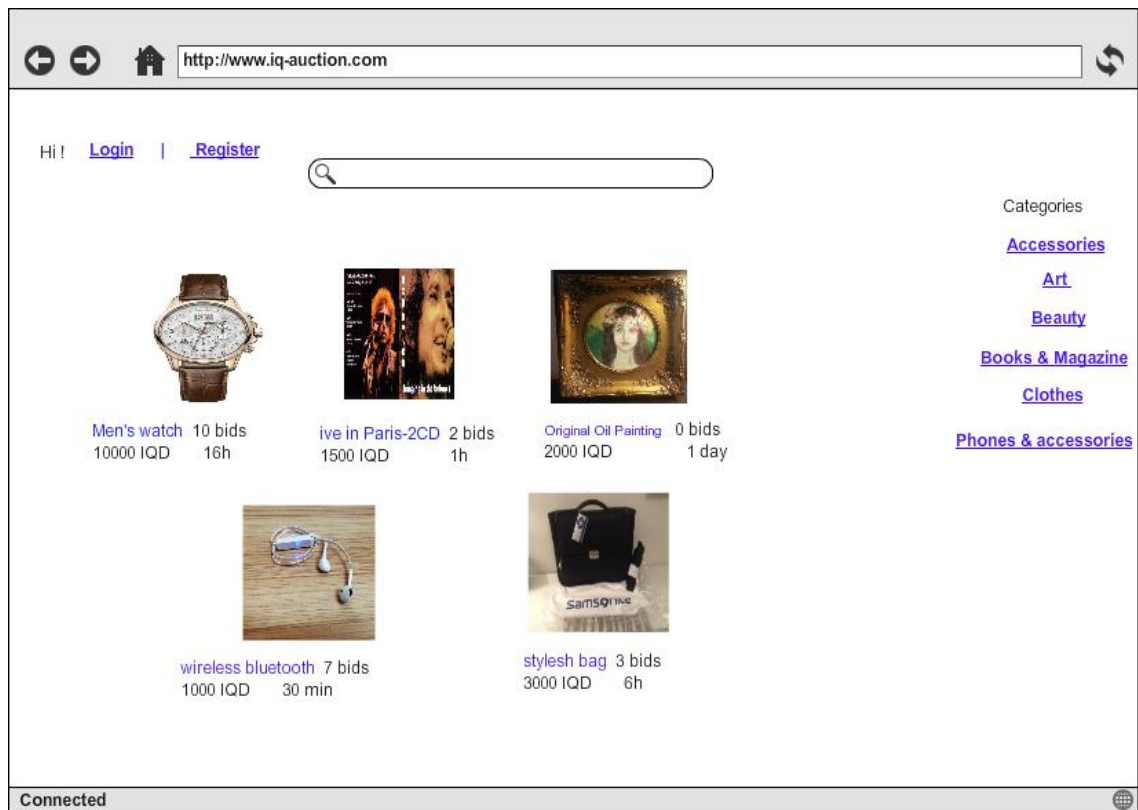 http://www.iq-auction.com
Hi ! Login | Register
Categories
Accessories
Art
Beauty
Books & Magazine
Clothes
Phones & accessories
Men's watch 10 bids
10000 IQD 16h
ive in Paris-2CD 2 bids
1500 IQD 1h
Original Oil Painting 0 bids
2000 IQD 1 day
samsonite
wireless bluetooth 7 bids
1000 IQD 30 min
stylesh bag 3 bids
3000 IQD 6h
Connected